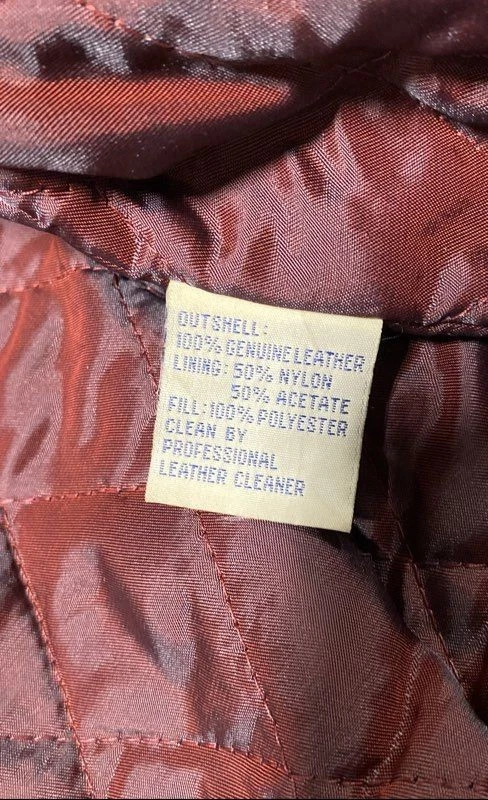 OUTSHELL:
100% GENUINE LEATHER
LINING: 50% NYLON
50% ACETATE
FILL: 100% POLYESTER
CLEAN BY
PROFESSIONAL
LEATHER CLEANER